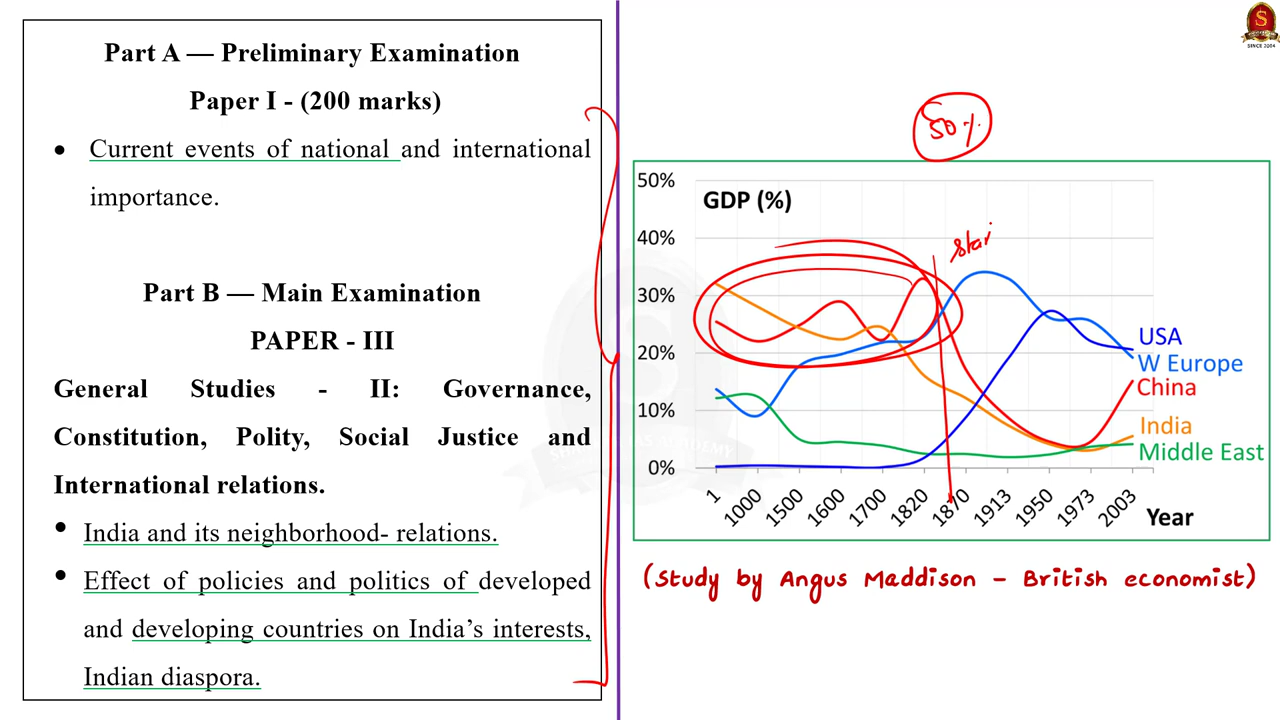 Part A — Preliminary Examination
Paper I - (200 marks)
• Current events of national and international
importance.
Part B — Main Examination
PAPER - III
General Studies - II: Governance,
Constitution, Polity, Social Justice and
International relations.
• India and its neighborhood- relations.
• Effect of policies and politics of developed
and developing countries on India’s interests,
Indian diaspora.
S
SINCE 2004
50%
50%
GDP (%)
40%
30%
20%
10%
0%
star
USA
W Europe
China
India
Middle East
1
1000
1500
1600
1700
1820
1870
1913
1950
1973
2003
Year
(Study by Angus Maddison – British economist)